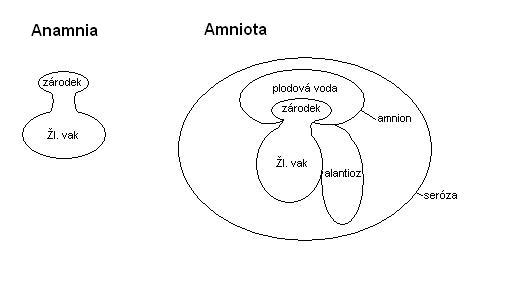 Anamnia
Amniota
zárodek
Žl. vak
plodová voda
zárodek
amnion
Žl. vak
alantioz
seróza